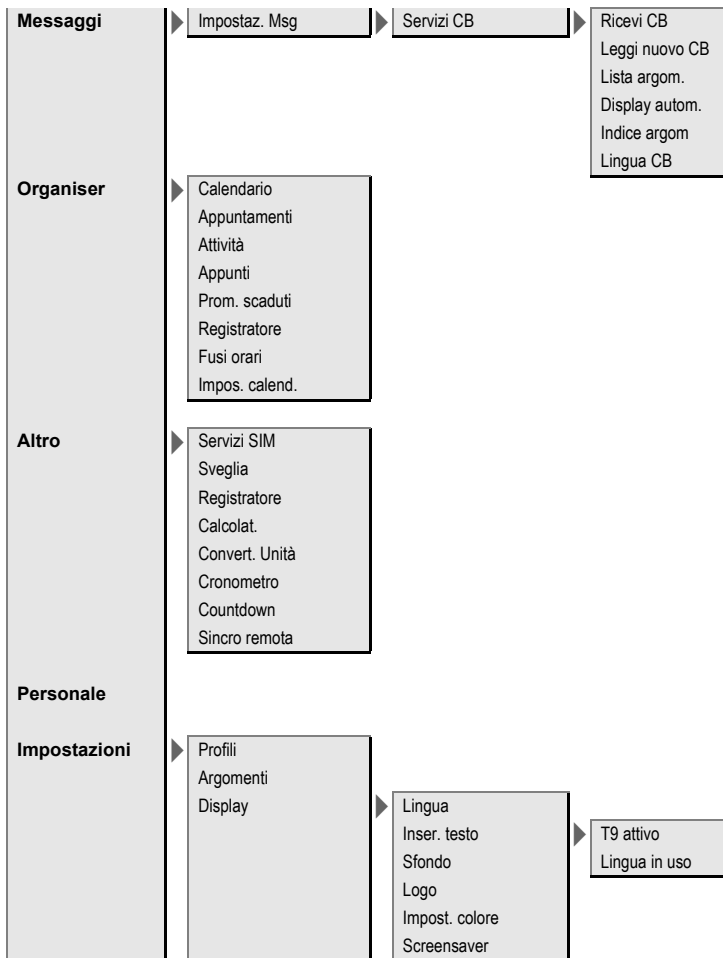 Messaggi Impostaz. Msg Servizi CB Ricevi CB
Leggi nuovo CB
Lista argom.
Display autom.
Indice argom
Lingua CB
Organiser Calendario
Appuntamenti
Attività
Appunti
Prom. scaduti
Registratore
Fusi orari
Impos. calend.
Altro Servizi SIM
Sveglia
Registratore
Calcolat.
Convert. Unità
Cronometro
Countdown
Sincro remota
Personale
Impostazioni Profili
Argomenti
Display Lingua
Inser. testo T9 attivo
Sfondo Lingua in uso
Logo
Impost. colore
Screensaver